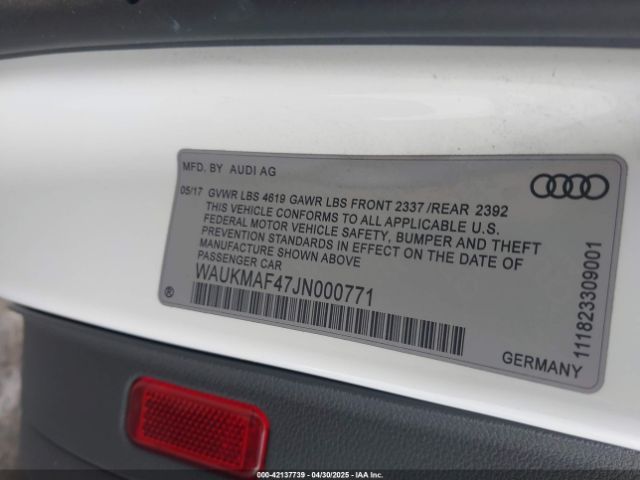 MFD. BY AUDI AG
05/17 GVWR LBS 4619 GAWR LBS FRONT 2337 /REAR 2392
THIS VEHICLE CONFORMS TO ALL APPLICABLE U.S.
FEDERAL MOTOR VEHICLE SAFETY, BUMPER AND THEFT
PREVENTION STANDARDS IN EFFECT ON THE DATE OF
MANUFACTURE SHOWN ABOVE
PASSENGER CAR
WAUKMAF47JN000771
®
GERMANY
111823309001
000-42137739 - 04/30/2025 - IAA Inc.